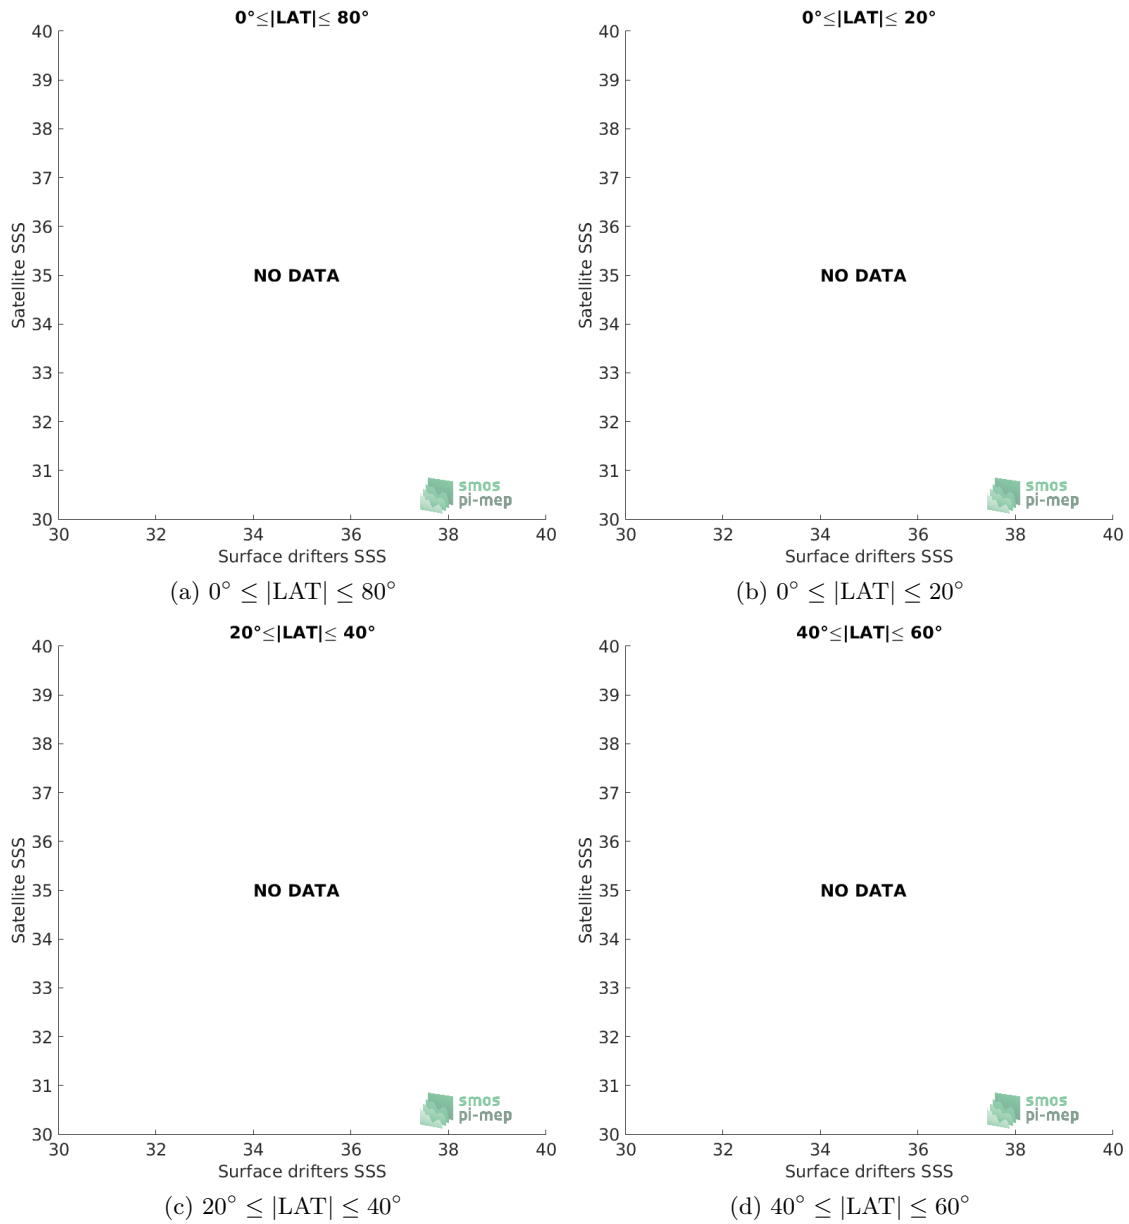 0°≤|LAT|≤ 80°
40
39
38
37
36
35
34
33
32
31
30
Satellite SSS
NO DATA
smos
pi-mep
30 32 34 36 38 40
Surface drifters SSS
(a) 0° ≤ |LAT| ≤ 80°
0°≤|LAT|≤ 20°
40
39
38
37
36
35
34
33
32
31
30
Satellite SSS
NO DATA
smos
pi-mep
30 32 34 36 38 40
Surface drifters SSS
(b) 0° ≤ |LAT| ≤ 20°
20°≤|LAT|≤ 40°
40
39
38
37
36
35
34
33
32
31
30
Satellite SSS
NO DATA
smos
pi-mep
30 32 34 36 38 40
Surface drifters SSS
(c) 20° ≤ |LAT| ≤ 40°
40°≤|LAT|≤ 60°
40
39
38
37
36
35
34
33
32
31
30
Satellite SSS
NO DATA
smos
pi-mep
30 32 34 36 38 40
Surface drifters SSS
(d) 40° ≤ |LAT| ≤ 60°